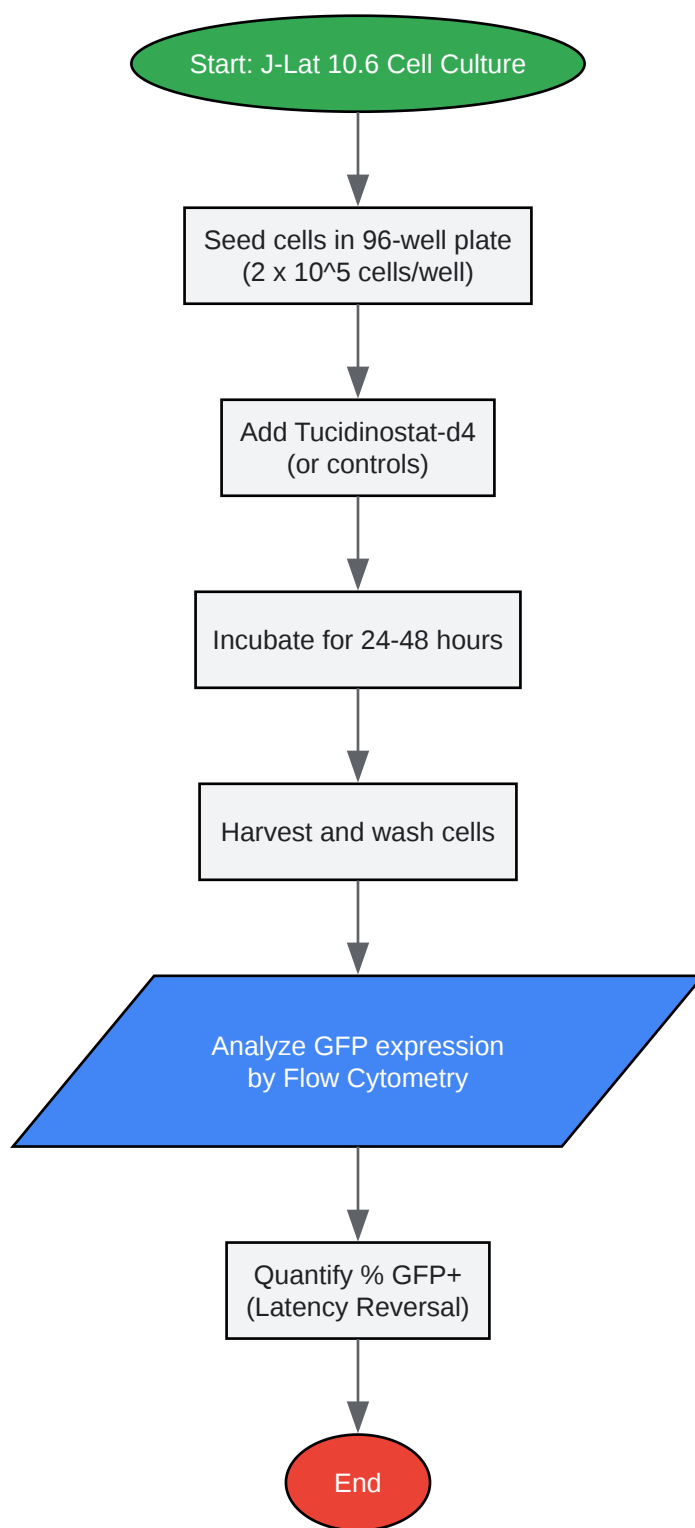 Start: J-Lat 10.6 Cell Culture
Seed cells in 96-well plate
(2 x 10^5 cells/well)
Add Tucidinostat-d4
(or controls)
Incubate for 24-48 hours
Harvest and wash cells
Analyze GFP expression
by Flow Cytometry
Quantify % GFP+
(Latency Reversal)
End